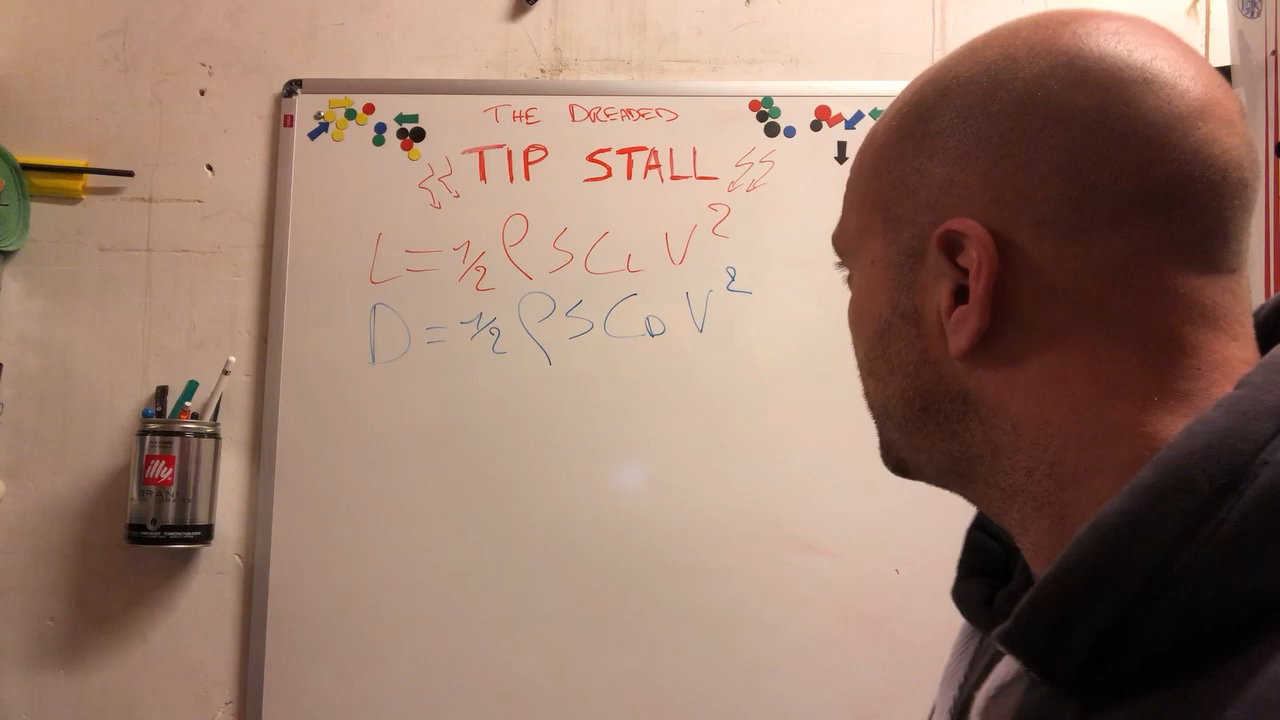 THE DREADED
TIP STALL
L = 1/2 ρ S CL V²
D = 1/2 ρ S CD V²
illy